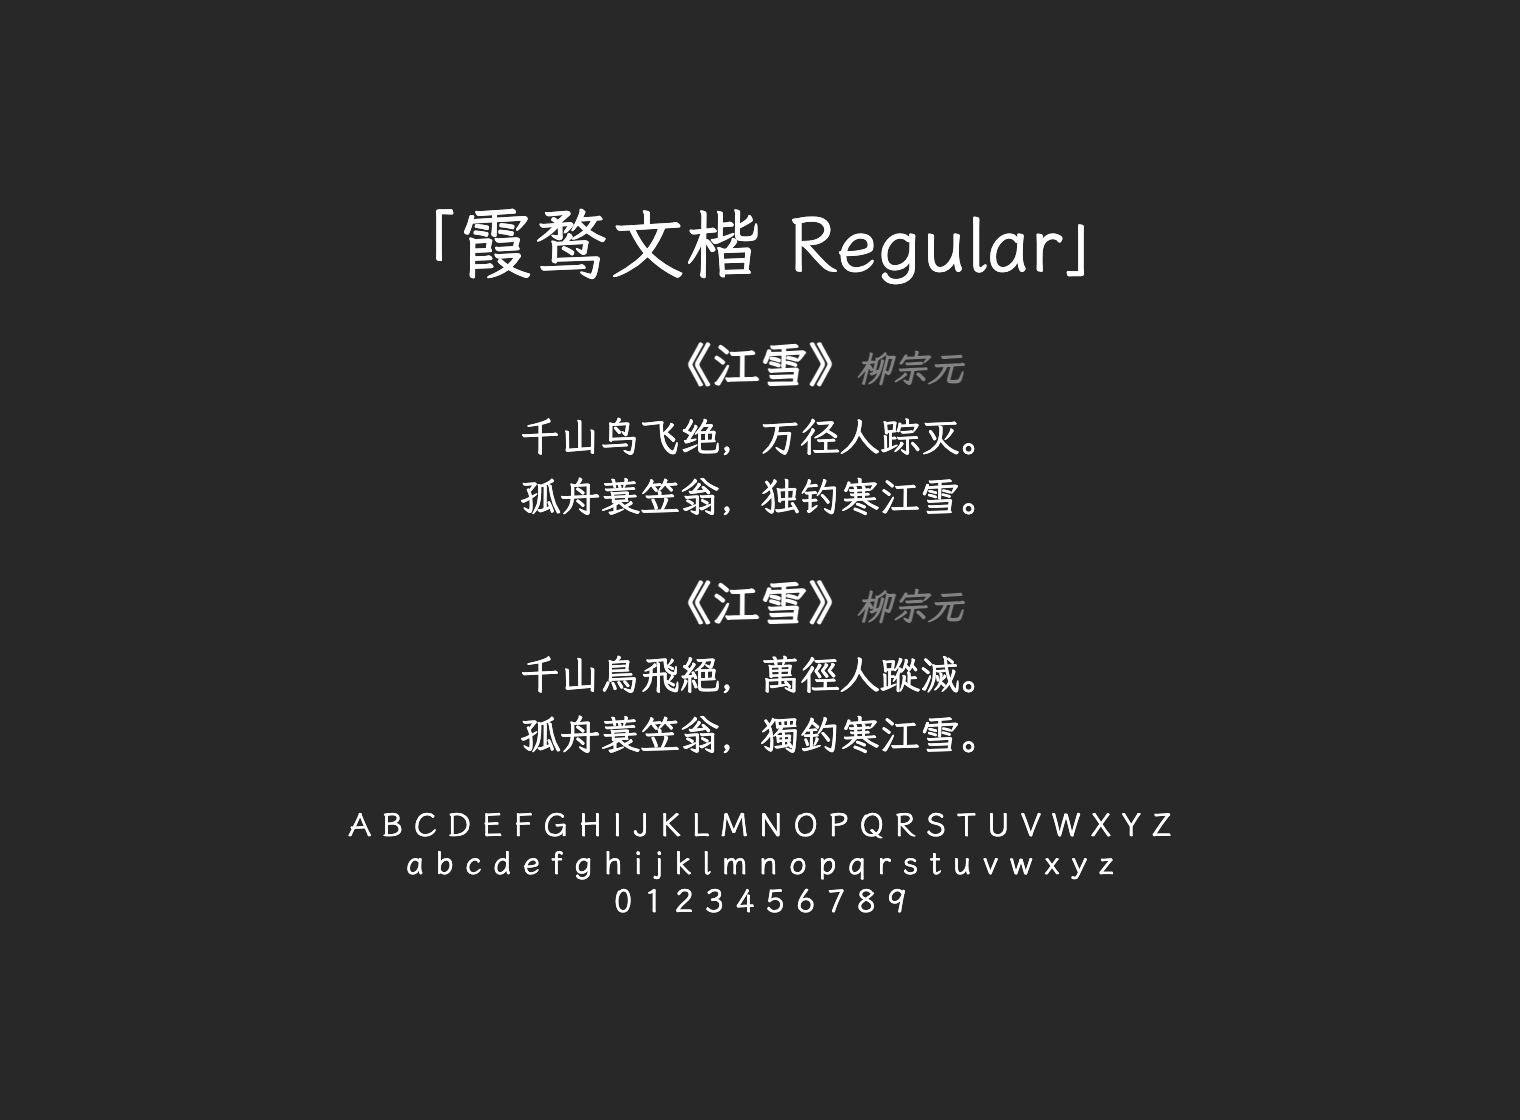 「霞鹜文楷 Regular」
《江雪》柳宗元
千山鸟飞绝，万径人踪灭。
孤舟蓑笠翁，独钓寒江雪。
《江雪》柳宗元
千山鳥飛絕，萬徑人蹤滅。
孤舟蓑笠翁，獨釣寒江雪。
A B C D E F G H I J K L M N O P Q R S T U V W X Y Z
a b c d e f g h i j k l m n o p q r s t u v w x y z
0 1 2 3 4 5 6 7 8 9